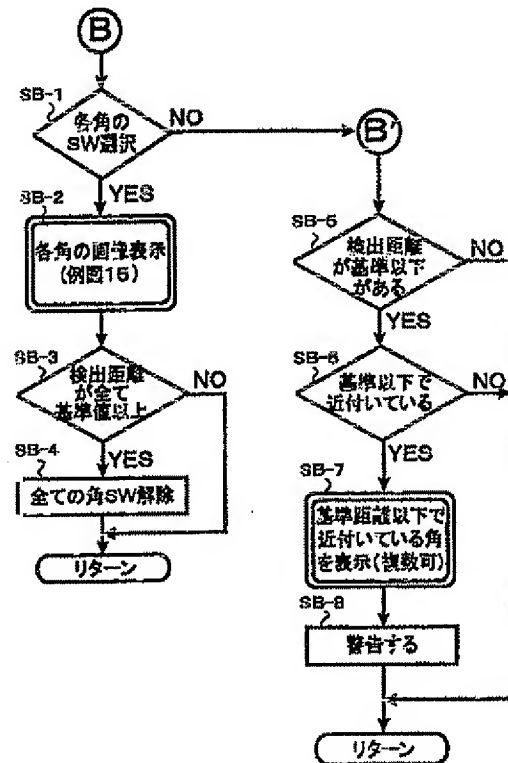 B
SB-1
各角の
SW選択
NO
YES
SB-2
各角の画像表示
(例図15)
SB-3
検出距離
が全て
基準値以上
NO
YES
SB-4
全ての角SW解除
リターン
B'
SB-5
検出距離
が基準以下
がある
NO
YES
SB-6
基準以下で
近付いている
NO
YES
SB-7
基準距離以下で
近付いている角
を表示(複数可)
SB-8
警告する
リターン